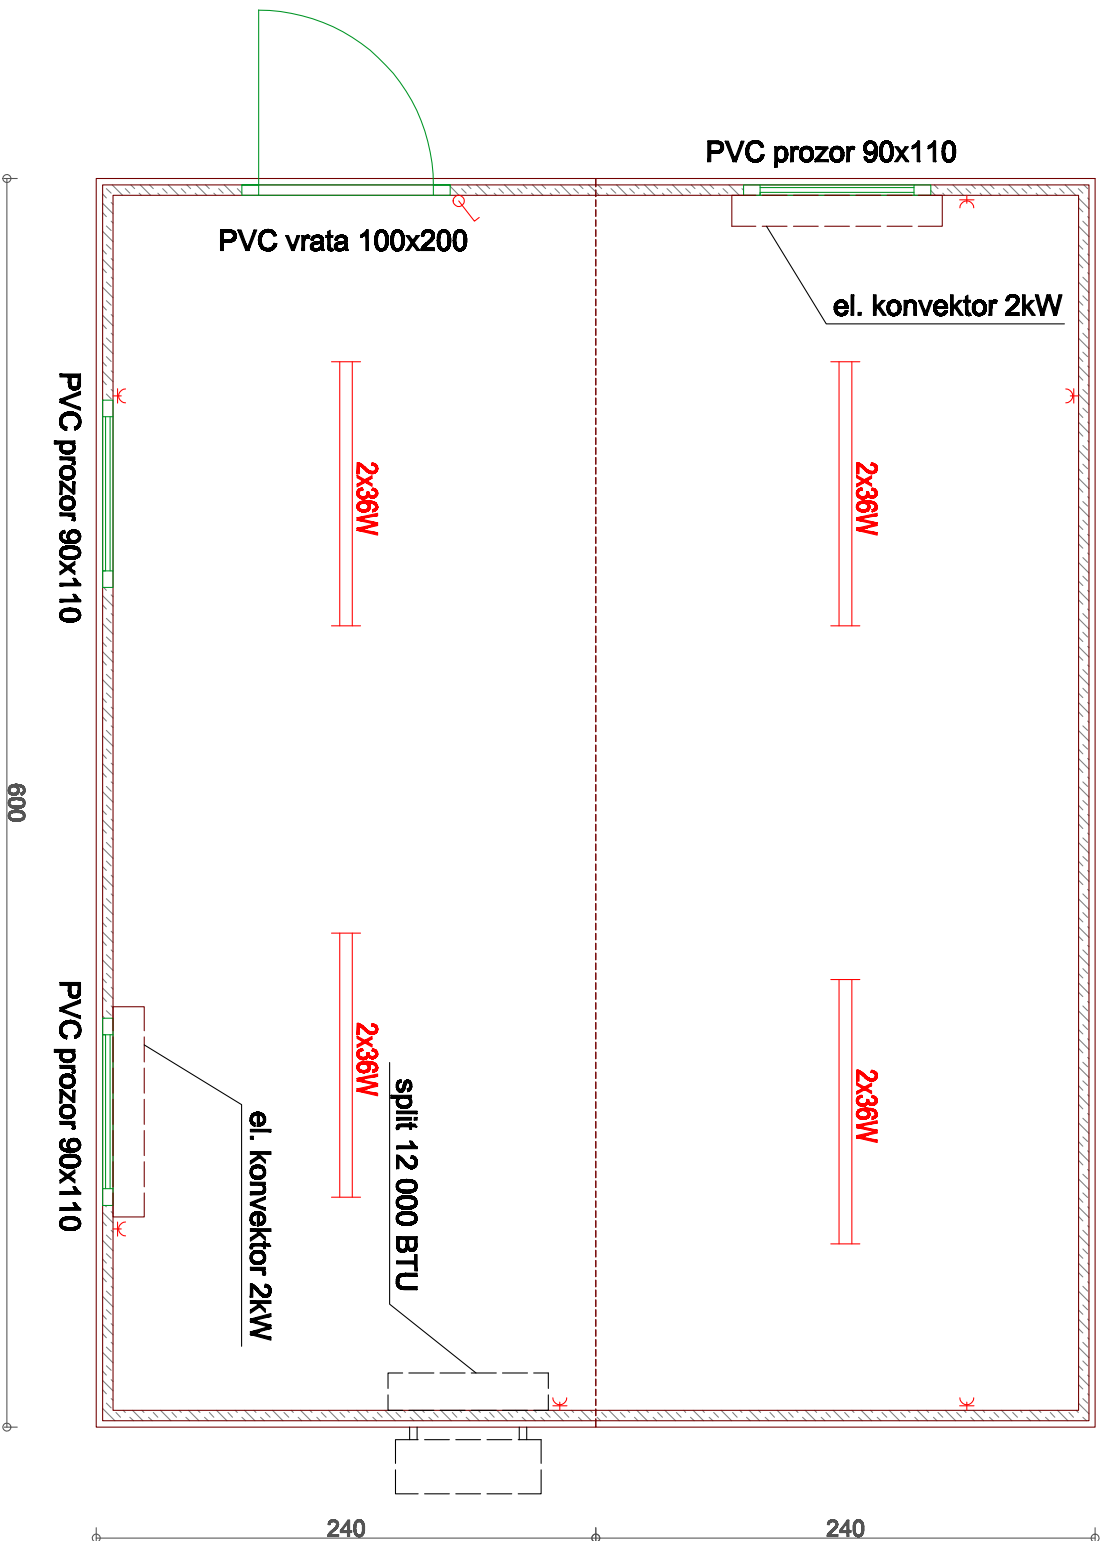 PVC prozor 90x110
PVC vrata 100x200
el. konvektor 2kW
PVC prozor 90x110
2x36W
2x36W
600
PVC prozor 90x110
2x36W
2x36W
split 12 000 BTU
el. konvektor 2kW
240
240